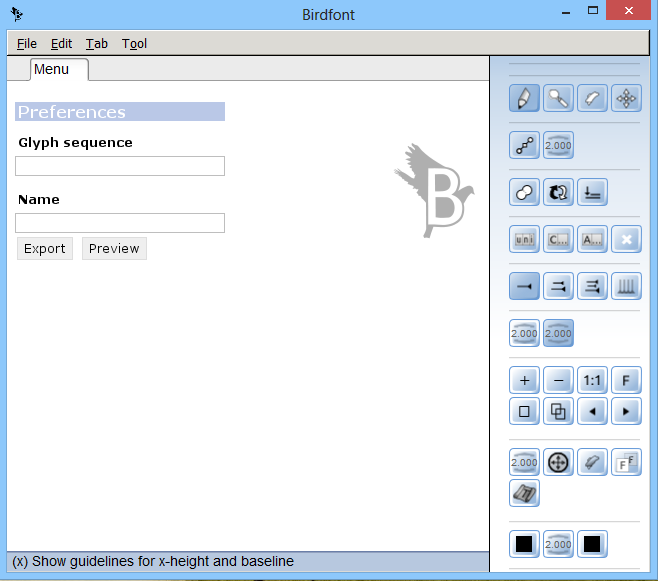 Birdfont
File Edit Tab Tool
Menu
Preferences
Glyph sequence
Name
Export Preview
B
2.000
uni C... A...
2.000 2.000
+ − 1:1 F
2.000 F F
2.000
(x) Show guidelines for x-height and baseline